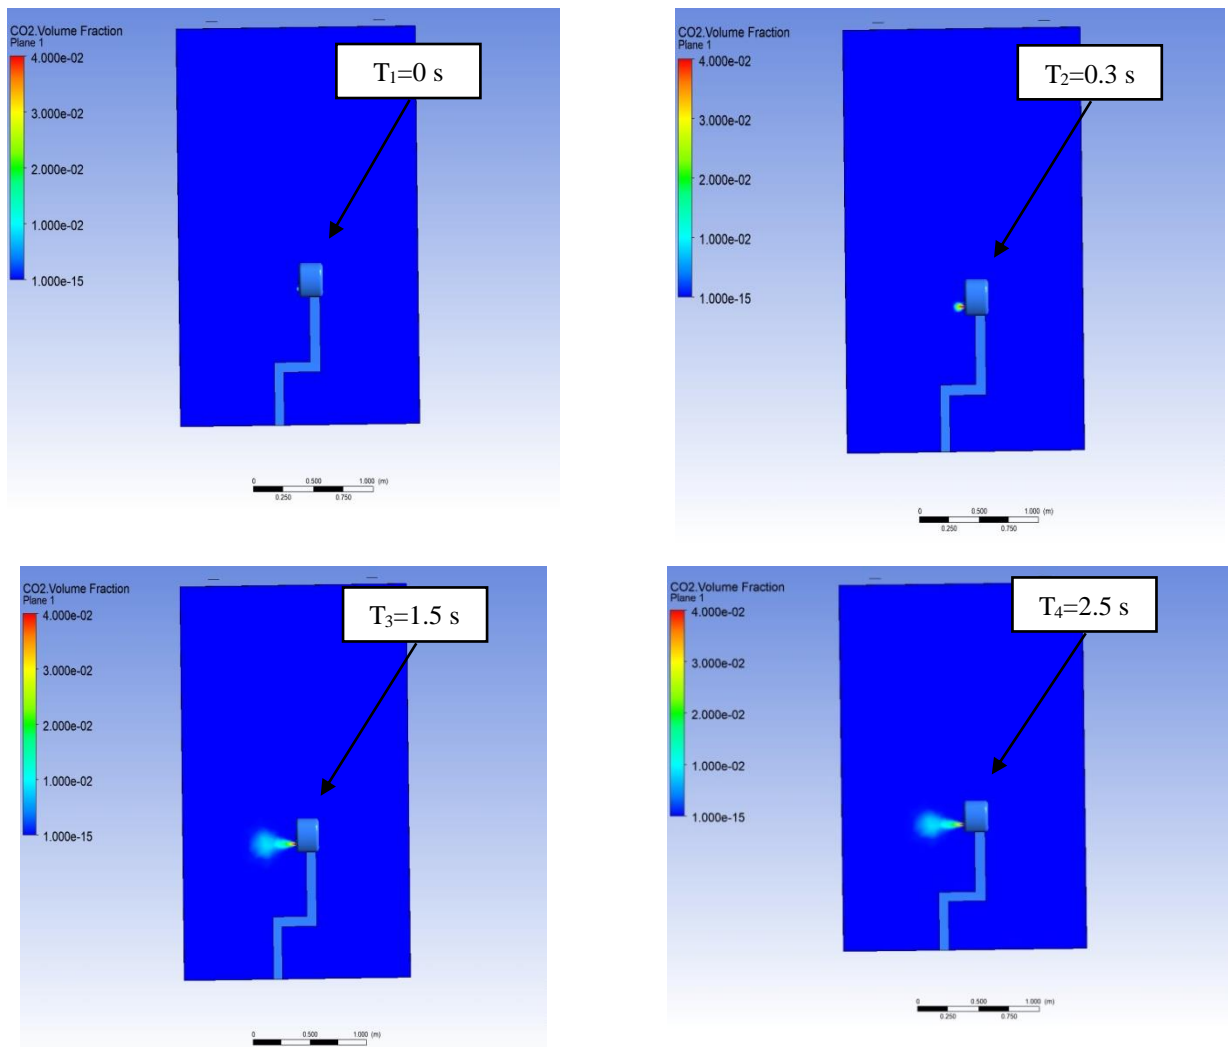 CO2.Volume Fraction
Plane 1
4.000e-02
3.000e-02
2.000e-02
1.000e-02
1.000e-15
T₁=0 s
0 0.500 1.000 (m)
0.250 0.750
CO2.Volume Fraction
Plane 1
4.000e-02
3.000e-02
2.000e-02
1.000e-02
1.000e-15
T₂=0.3 s
0 0.500 1.000 (m)
0.250 0.750
CO2.Volume Fraction
Plane 1
4.000e-02
3.000e-02
2.000e-02
1.000e-02
1.000e-15
T₃=1.5 s
0 0.500 1.000 (m)
CO2.Volume Fraction
Plane 1
4.000e-02
3.000e-02
2.000e-02
1.000e-02
1.000e-15
T₄=2.5 s
0 0.500 1.000 (m)
0.250 0.750